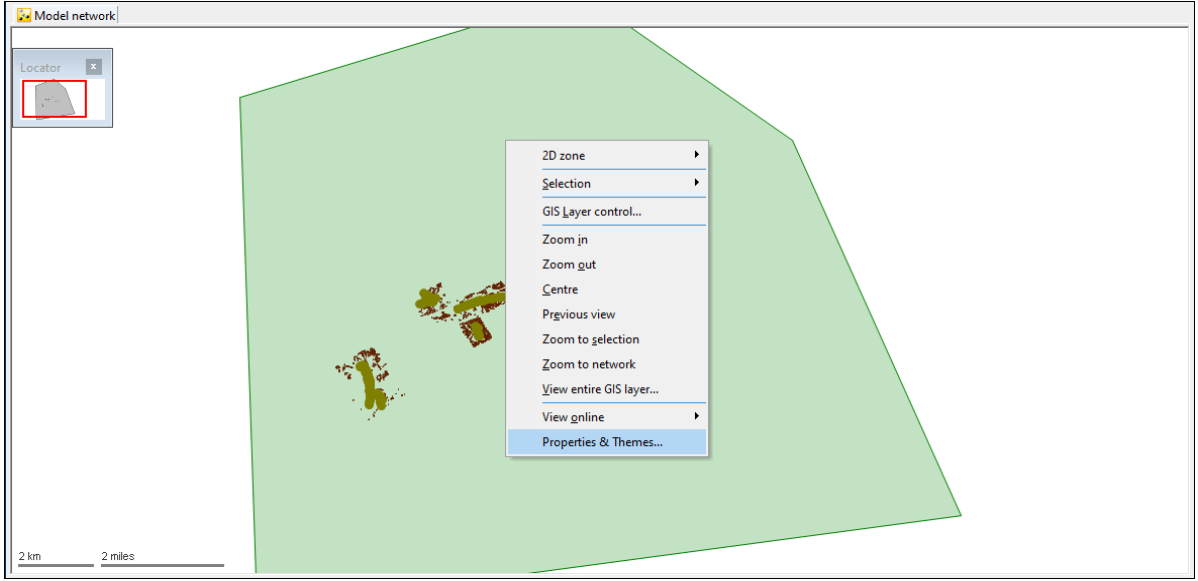 Model network
Locator
x
2D zone
Selection
GIS Layer control...
Zoom in
Zoom out
Centre
Previous view
Zoom to selection
Zoom to network
View entire GIS layer...
View online
Properties & Themes...
2 km 2 miles